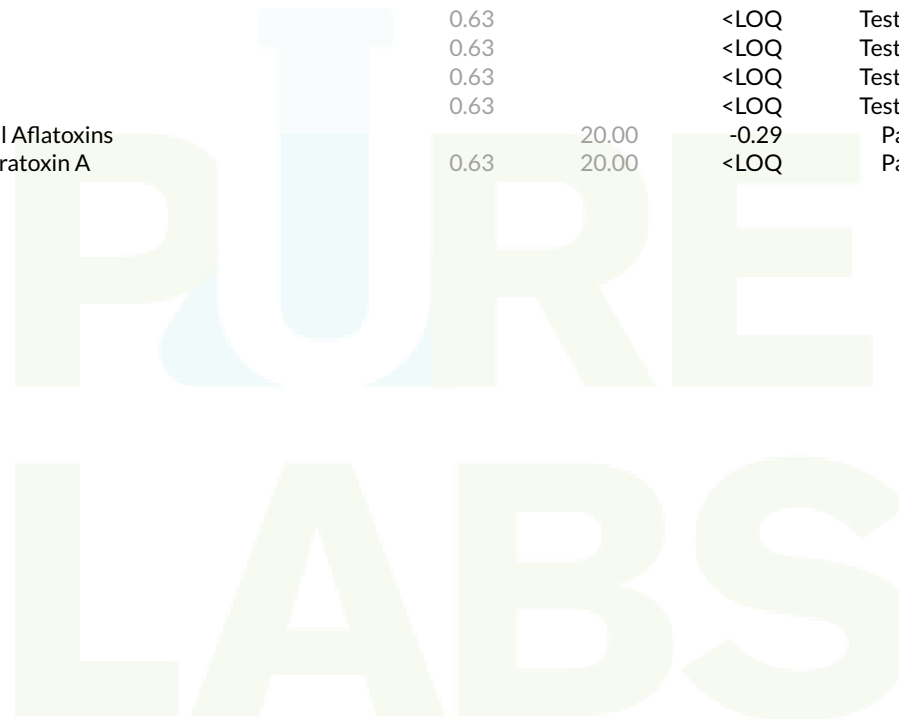 0.63 <LOQ Test
0.63 <LOQ Test
0.63 <LOQ Test
0.63 <LOQ Test
l Aflatoxins 20.00 -0.29 Pa
ratoxin A 0.63 20.00 <LOQ Pa
PURE
LABS